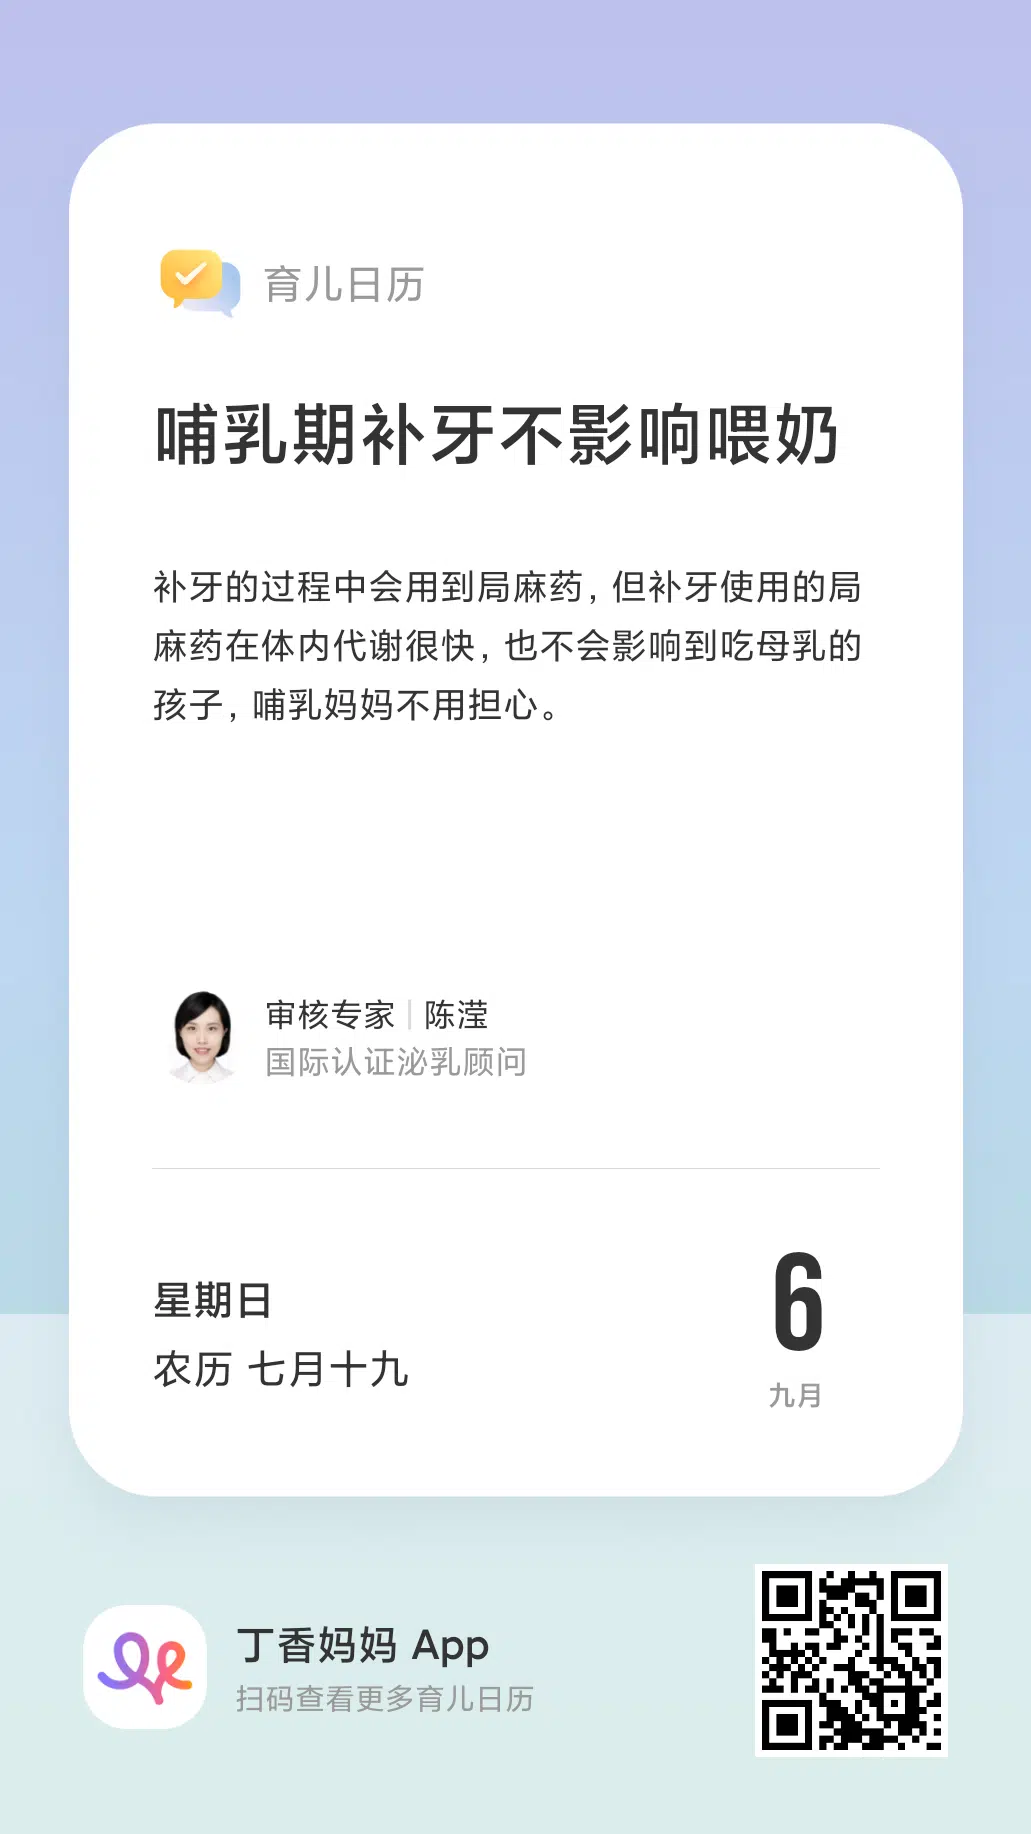 育儿日历
哺乳期补牙不影响喂奶
补牙的过程中会用到局麻药，但补牙使用的局
麻药在体内代谢很快，也不会影响到吃母乳的
孩子，哺乳妈妈不用担心。
审核专家 | 陈滢
国际认证泌乳顾问
星期日
农历 七月十九
6
九月
丁香妈妈 App
扫码查看更多育儿日历